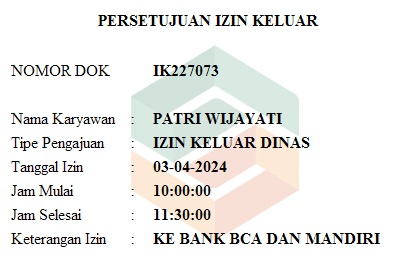 PERSETUJUAN IZIN KELUAR
NOMOR DOK IK227073
Nama Karyawan : PATRI WIJAYATI
Tipe Pengajuan : IZIN KELUAR DINAS
Tanggal Izin : 03-04-2024
Jam Mulai : 10:00:00
Jam Selesai : 11:30:00
Keterangan Izin : KE BANK BCA DAN MANDIRI